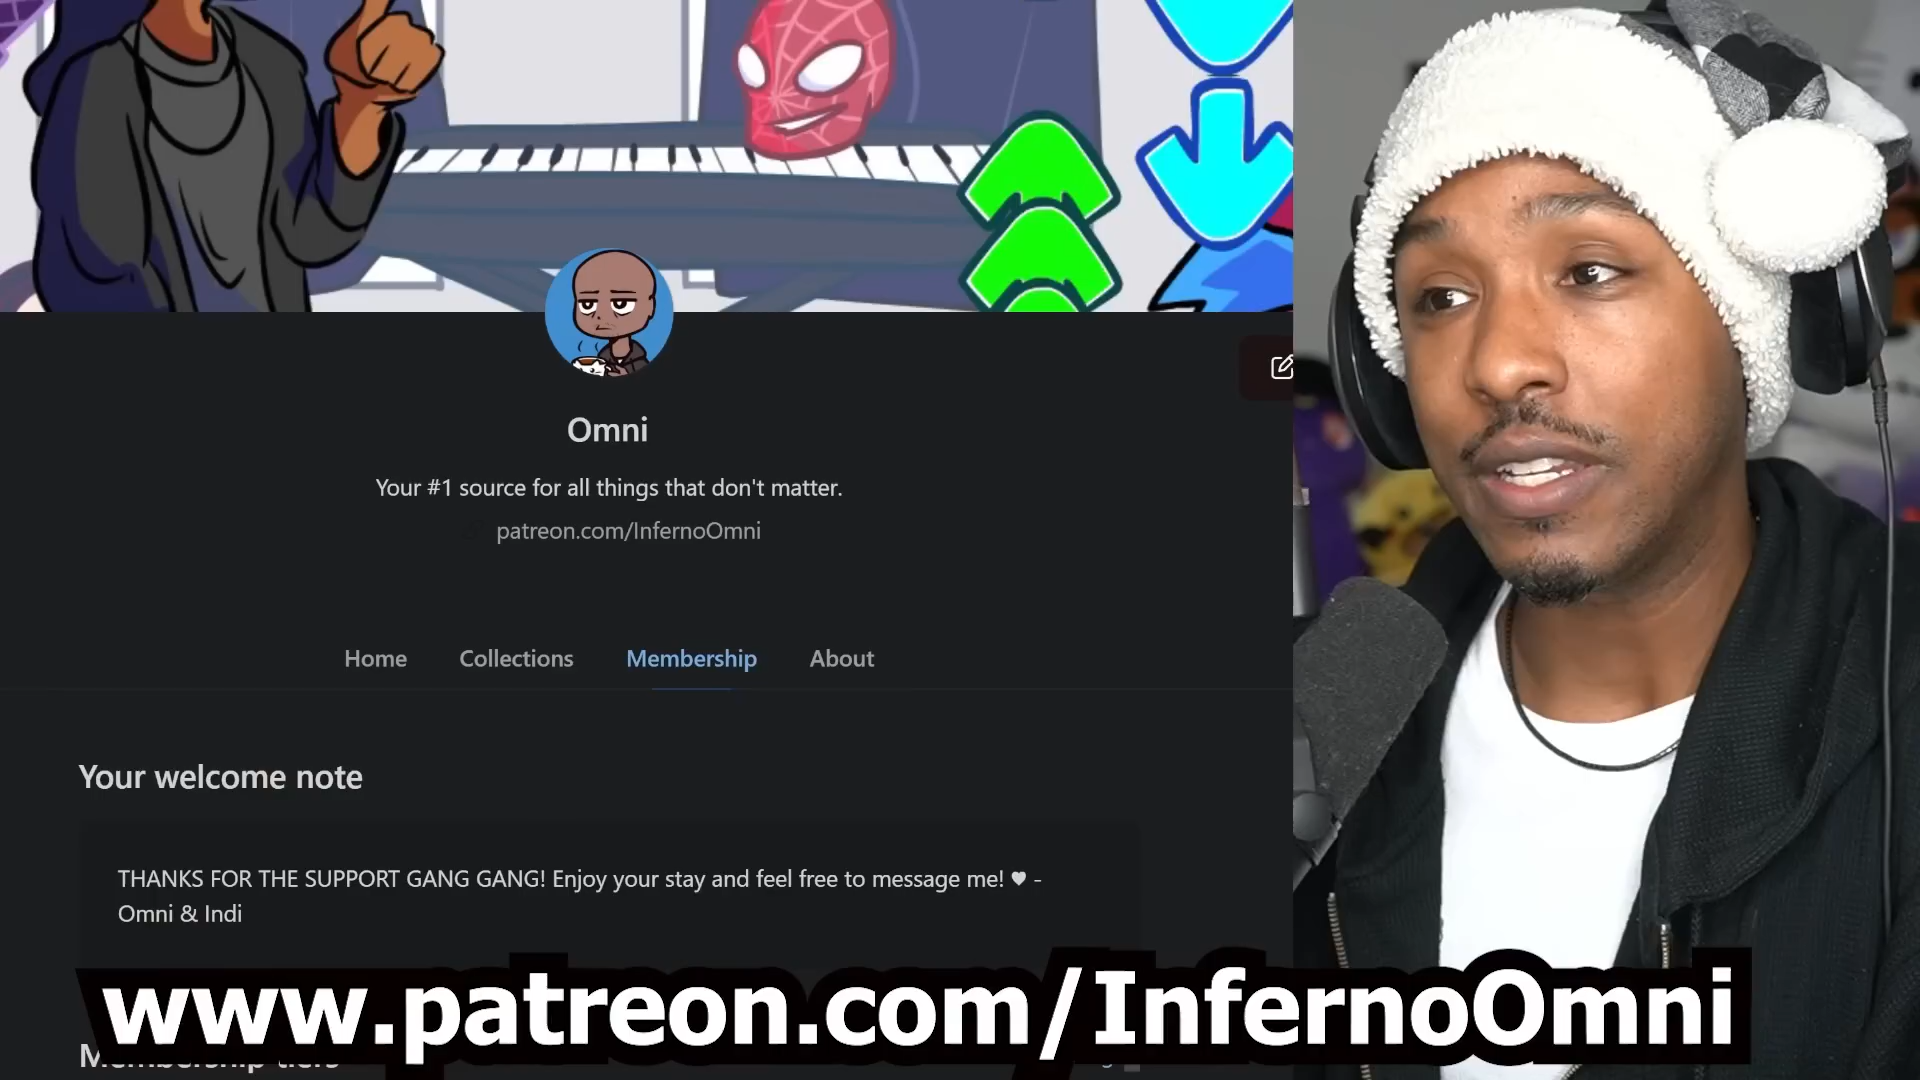 Omni
Your #1 source for all things that don't matter.
patreon.com/InfernoOmni
Home Collections Membership About
Your welcome note
THANKS FOR THE SUPPORT GANG GANG! Enjoy your stay and feel free to message me! ♥ -
Omni & Indi
www.patreon.com/InfernoOmni
Membership tiers